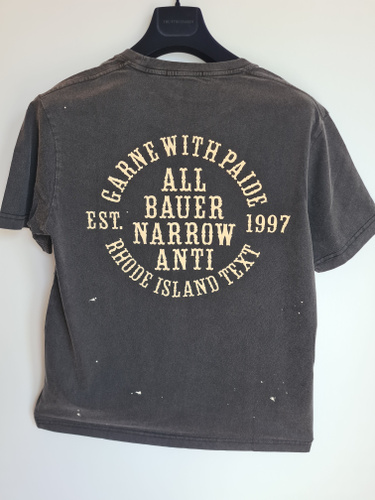 GARNE WITH PAIDE
ALL
BAUER
EST. NARROW 1997
ANTI
RHODE ISLAND TEXT